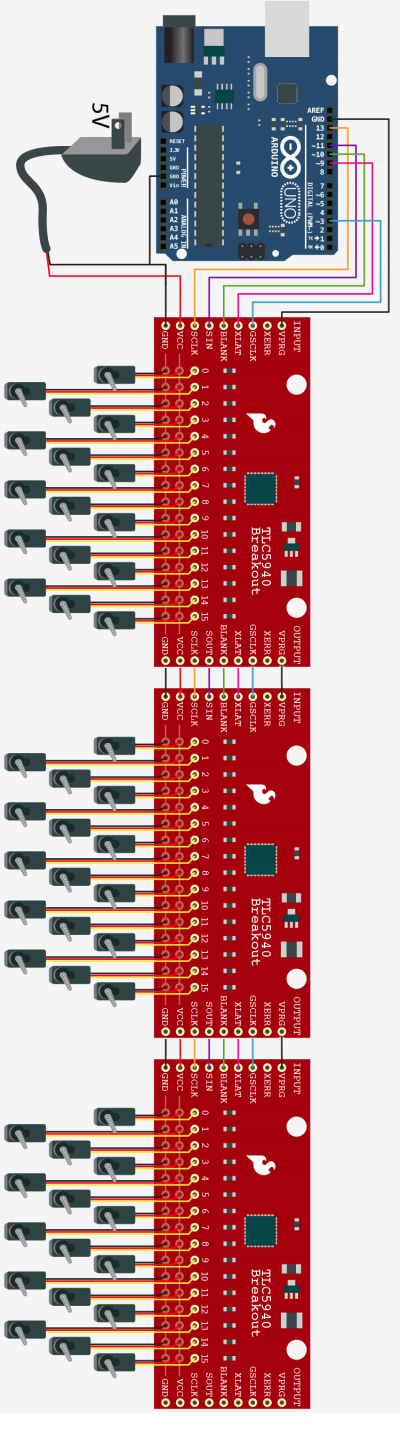 5V
AREF
GND
13
12
~11
~10
~9
8
7
~6
~5
4
~3
2
TX→1
RX←0
DIGITAL (PWM~)
ARDUINO
UNO
RESET
3.3V
5V
GND
GND
Vin
POWER
A0
A1
A2
A3
A4
A5
ANALOG IN
GND
VCC
SCLK
SIN
BLANK
XLAT
GSCLK
XERR
VPRG
INPUT
0
1
2
3
4
5
6
7
8
9
10
11
12
13
14
15
TLC5940
Breakout
GND
VCC
SCLK
SOUT
BLANK
XLAT
GSCLK
XERR
VPRG
OUTPUT
GND
VCC
SCLK
SIN
BLANK
XLAT
GSCLK
XERR
VPRG
INPUT
0
1
2
3
4
5
6
7
8
9
10
11
12
13
14
15
TLC5940
Breakout
GND
VCC
SCLK
SOUT
BLANK
XLAT
GSCLK
XERR
VPRG
OUTPUT
GND
VCC
SCLK
SIN
BLANK
XLAT
GSCLK
XERR
VPRG
INPUT
0
1
2
3
4
5
6
7
8
9
10
11
12
13
14
15
TLC5940
Breakout
GND
VCC
SCLK
SOUT
BLANK
XLAT
GSCLK
XERR
VPRG
OUTPUT